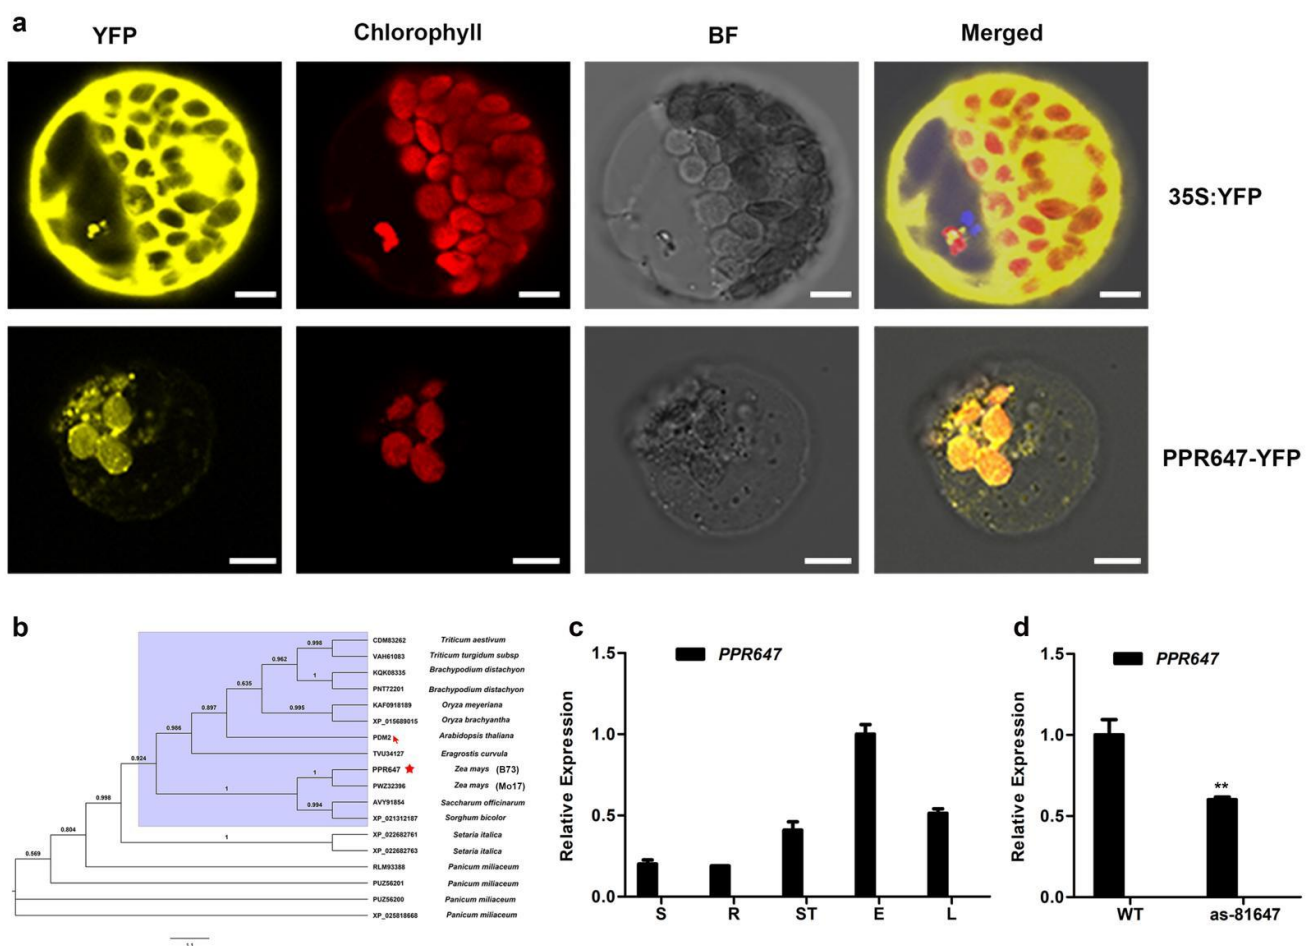 a
YFP Chlorophyll BF Merged
35S:YFP
PPR647-YFP
b
0.998 CDM83262 Triticum aestivum
0.962 VAH61083 Triticum turgidum subsp
KQK08335 Brachypodium distachyon
1
0.635 PNT72201 Brachypodium distachyon
0.897 0.995 KAF0918189 Oryza meyeriana
XP_015689015 Oryza brachyantha
0.986 PDM2 Arabidopsis thaliana
0.924 TVU34127 Eragrostis curvula
1 PPR647 Zea mays (B73)
1 PWZ32396 Zea mays (Mo17)
0.998 0.994 AVY91854 Saccharum officinarum
XP_021312187 Sorghum bicolor
0.804 1 XP_022682761 Setaria italica
XP_022682763 Setaria italica
0.569 RLM93388 Panicum miliaceum
PUZ56201 Panicum miliaceum
PUZ56200 Panicum miliaceum
XP_025818668 Panicum miliaceum
c
PPR647
Relative Expression
1.5
1.0
0.5
0.0
S R ST E L
d
PPR647
Relative Expression
1.5
1.0
0.5
0.0
**
WT as-81647